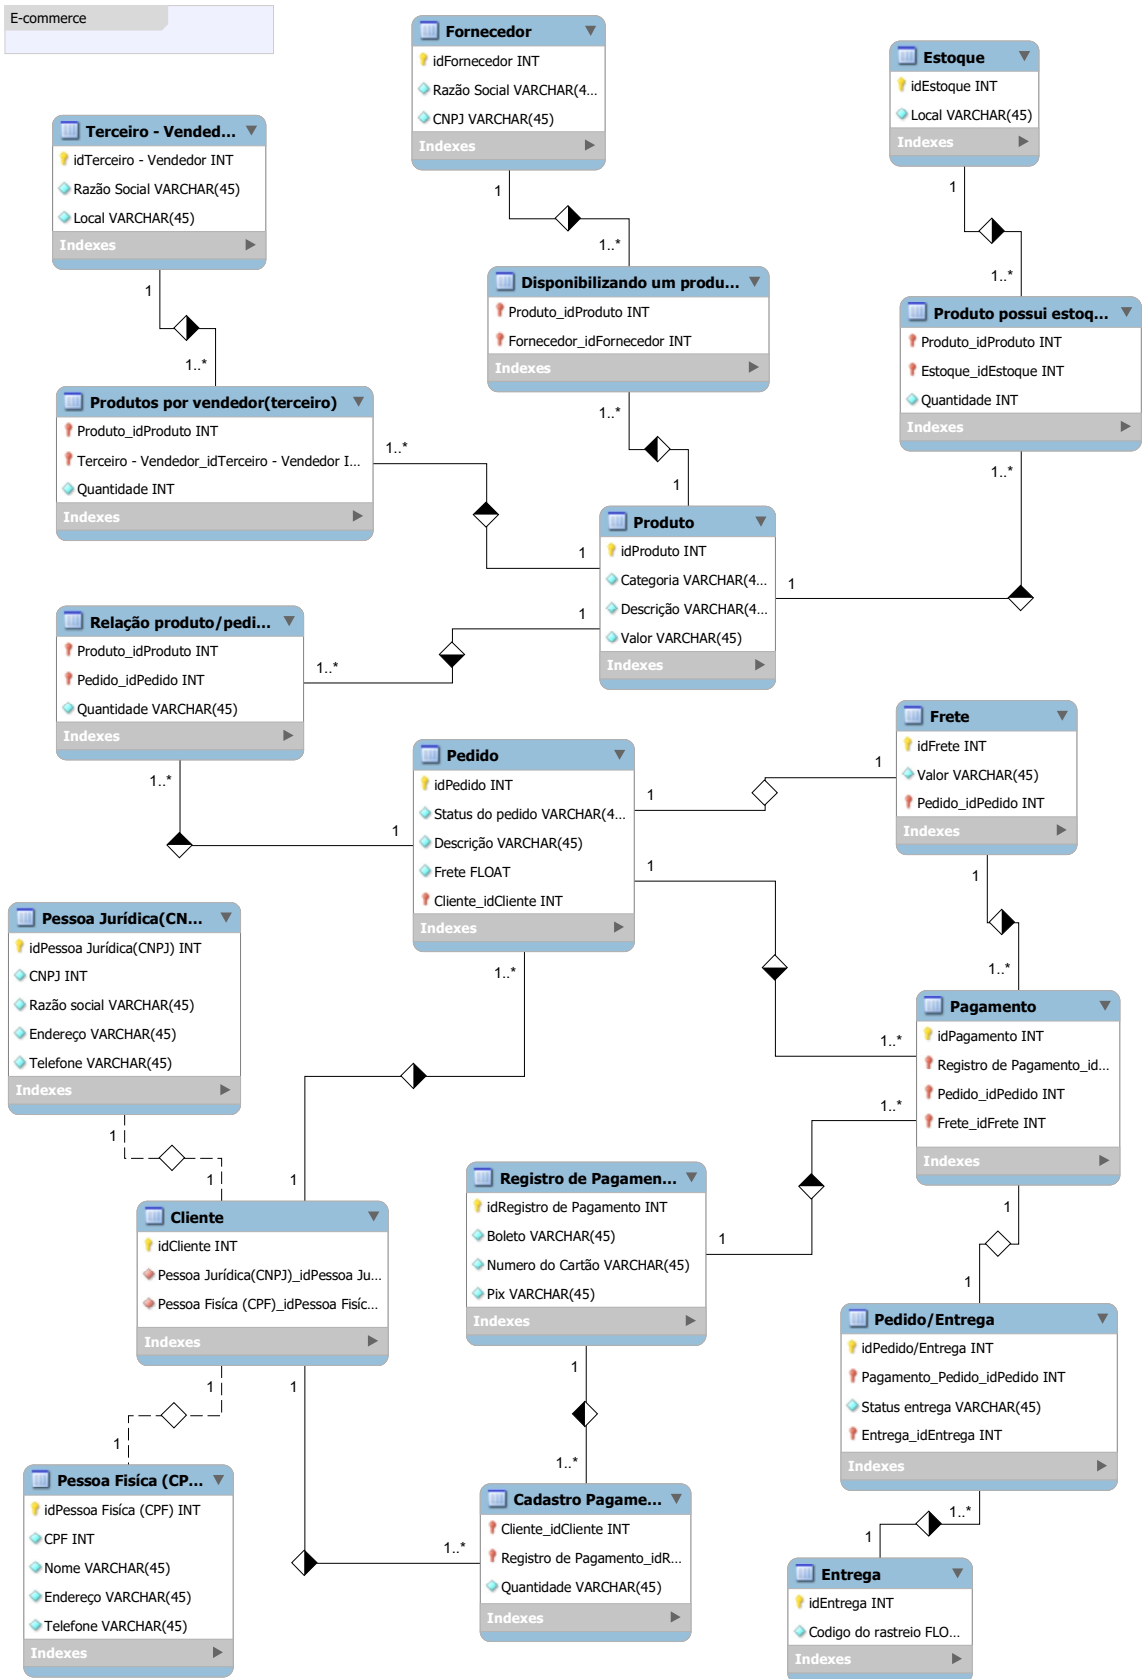 E-commerce
Fornecedor
idFornecedor INT
Razão Social VARCHAR(4...
CNPJ VARCHAR(45)
Indexes
Estoque
idEstoque INT
Local VARCHAR(45)
Indexes
Terceiro - Vended...
idTerceiro - Vendedor INT
Razão Social VARCHAR(45)
Local VARCHAR(45)
Indexes
1
1..*
1
1..*
1
1..*
Disponibilizando um produ...
Produto_idProduto INT
Fornecedor_idFornecedor INT
Indexes
Produto possui estoq...
Produto_idProduto INT
Estoque_idEstoque INT
Quantidade INT
Indexes
Produtos por vendedor(terceiro)
Produto_idProduto INT
Terceiro - Vendedor_idTerceiro - Vendedor I...
Quantidade INT
Indexes
1..*
1
1..*
1
1..*
1
Produto
idProduto INT
Categoria VARCHAR(4...
Descrição VARCHAR(4...
Valor VARCHAR(45)
Indexes
Relação produto/pedi...
Produto_idProduto INT
Pedido_idPedido INT
Quantidade VARCHAR(45)
Indexes
1
1..*
1..*
1
Pedido
idPedido INT
Status do pedido VARCHAR(4...
Descrição VARCHAR(45)
Frete FLOAT
Cliente_idCliente INT
Indexes
Frete
idFrete INT
Valor VARCHAR(45)
Pedido_idPedido INT
Indexes
1
1
1
1..*
1
1..*
Pessoa Jurídica(CN...
idPessoa Jurídica(CNPJ) INT
CNPJ INT
Razão social VARCHAR(45)
Endereço VARCHAR(45)
Telefone VARCHAR(45)
Indexes
1..*
1
1
1
Pagamento
idPagamento INT
Registro de Pagamento_id...
Pedido_idPedido INT
Frete_idFrete INT
Indexes
1..*
1
Registro de Pagamen...
idRegistro de Pagamento INT
Boleto VARCHAR(45)
Numero do Cartão VARCHAR(45)
Pix VARCHAR(45)
Indexes
Cliente
idCliente INT
Pessoa Jurídica(CNPJ)_idPessoa Ju...
Pessoa Fisíca (CPF)_idPessoa Fisíc...
Indexes
1
1
Pedido/Entrega
idPedido/Entrega INT
Pagamento_Pedido_idPedido INT
Status entrega VARCHAR(45)
Entrega_idEntrega INT
Indexes
1
1
1
1..*
1
1..*
Pessoa Fisíca (CP...
idPessoa Fisíca (CPF) INT
CPF INT
Nome VARCHAR(45)
Endereço VARCHAR(45)
Telefone VARCHAR(45)
Indexes
Cadastro Pagame...
Cliente_idCliente INT
Registro de Pagamento_idR...
Quantidade VARCHAR(45)
Indexes
1..*
1
Entrega
idEntrega INT
Codigo do rastreio FLO...
Indexes